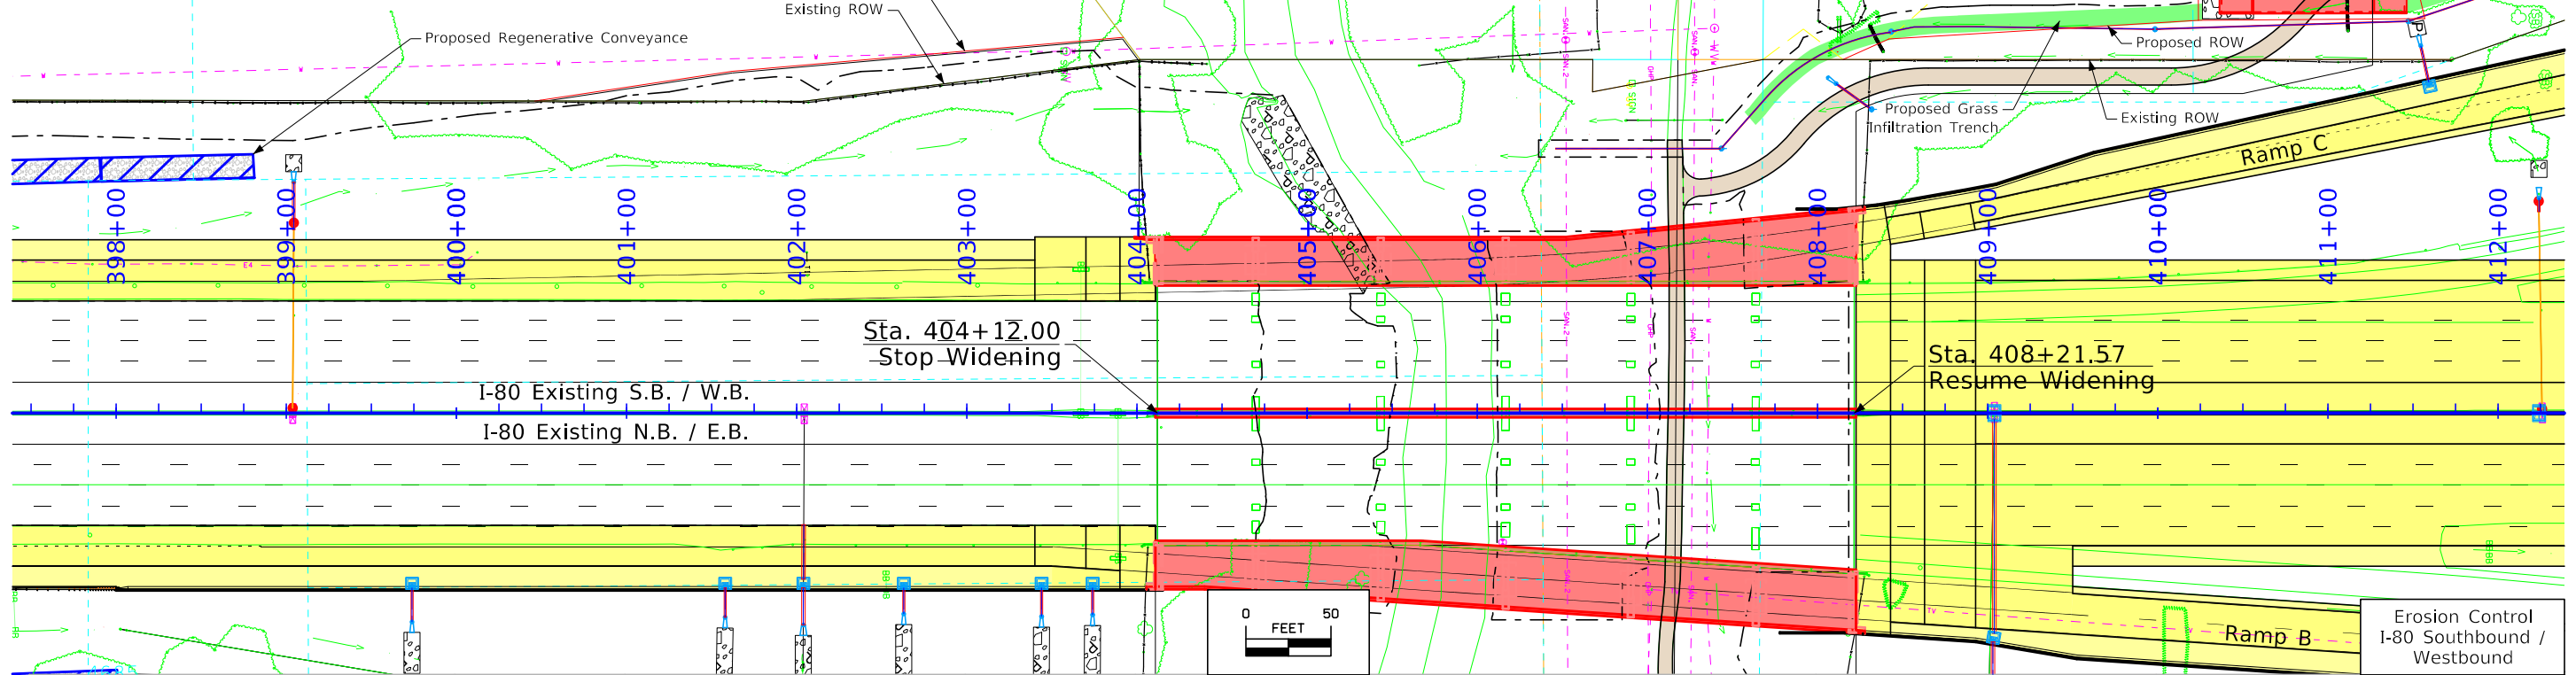 Existing ROW
Proposed Regenerative Conveyance
Proposed ROW
Proposed Grass
Infiltration Trench
Existing ROW
Ramp C
398+00
399+00
400+00
401+00
402+00
403+00
404+00
405+00
406+00
407+00
408+00
409+00
410+00
411+00
412+00
Sta. 404+12.00
Stop Widening
Sta. 408+21.57
Resume Widening
I-80 Existing S.B. / W.B.
I-80 Existing N.B. / E.B.
0 50
FEET
Ramp B
Erosion Control
I-80 Southbound /
Westbound